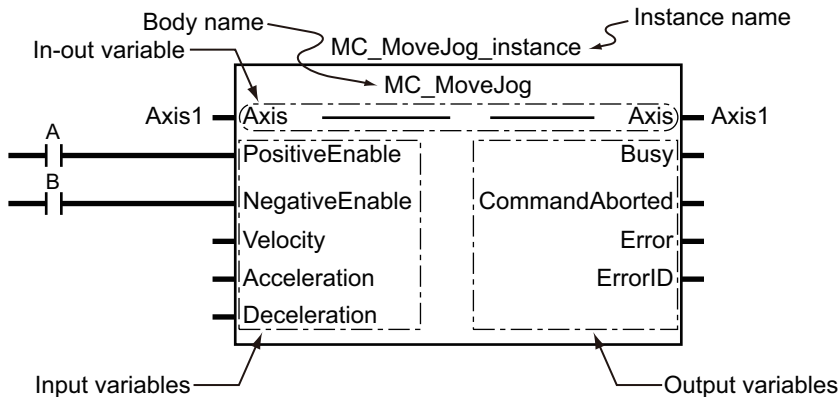 Body name
Instance name
In-out variable
MC_MoveJog_instance
MC_MoveJog
Axis1 Axis Axis Axis1
A
PositiveEnable Busy
B
NegativeEnable CommandAborted
Velocity Error
Acceleration ErrorID
Deceleration
Input variables Output variables